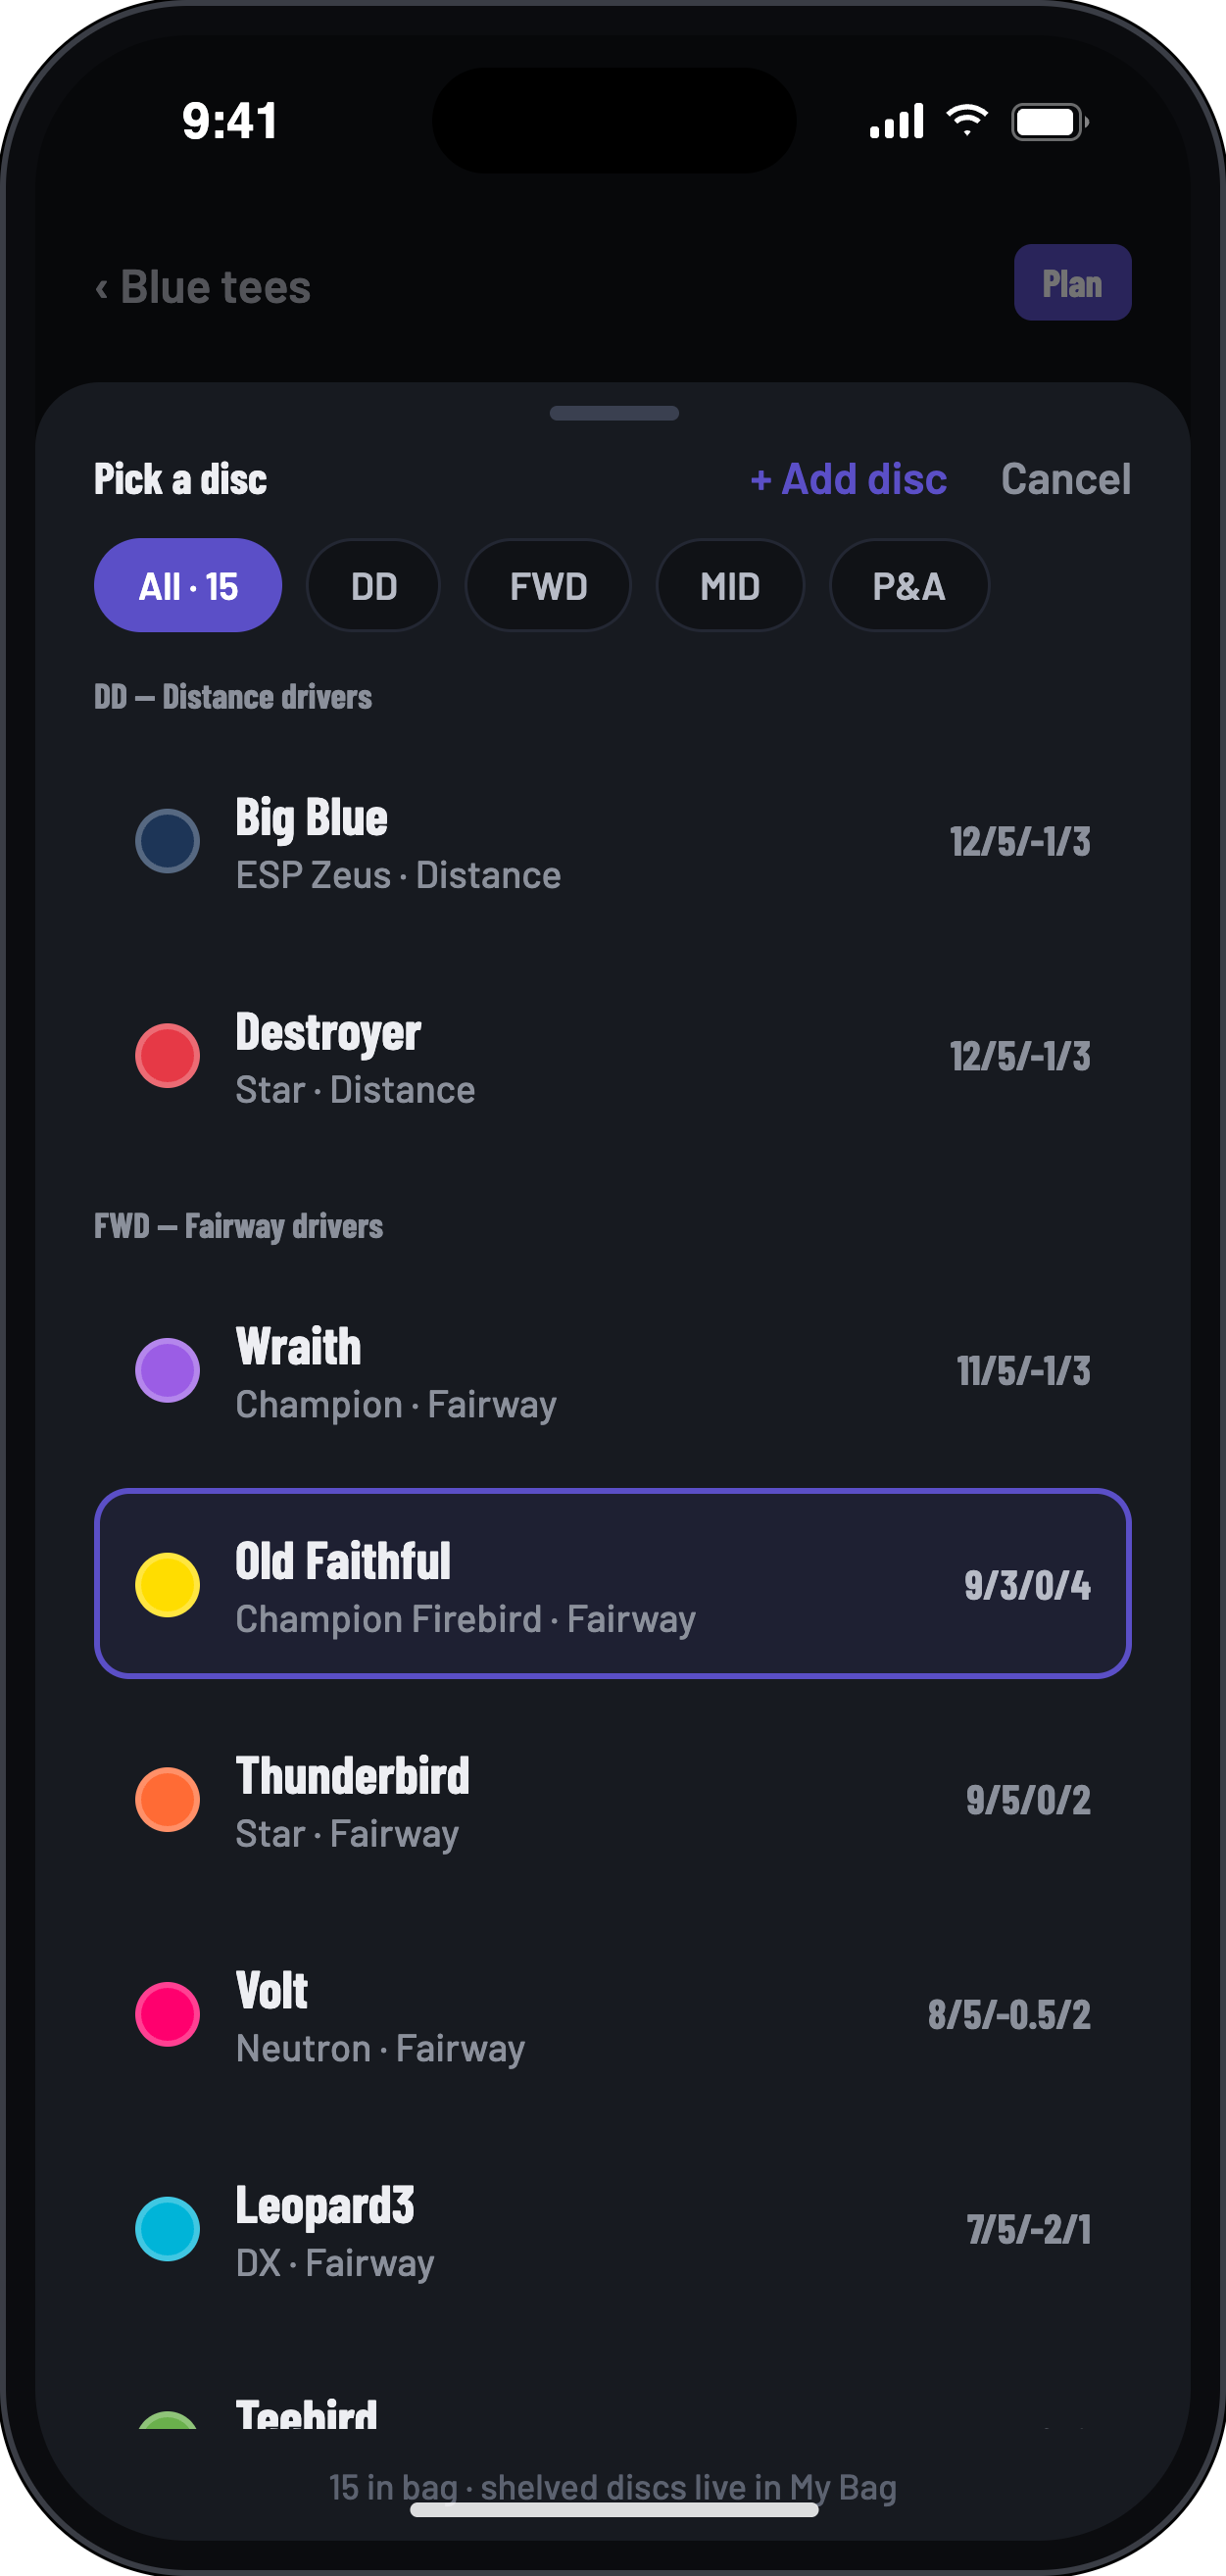 9:41
‹ Blue tees
Plan
Pick a disc
+ Add disc
Cancel
All · 15
DD
FWD
MID
P&A
DD — Distance drivers
Big Blue
ESP Zeus · Distance
12/5/-1/3
Destroyer
Star · Distance
12/5/-1/3
FWD — Fairway drivers
Wraith
Champion · Fairway
11/5/-1/3
Old Faithful
Champion Firebird · Fairway
9/3/0/4
Thunderbird
Star · Fairway
9/5/0/2
Volt
Neutron · Fairway
8/5/-0.5/2
Leopard3
DX · Fairway
7/5/-2/1
Teebird
15 in bag · shelved discs live in My Bag